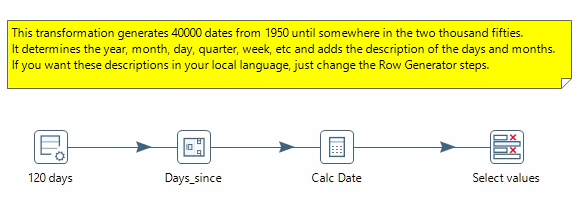 This transformation generates 40000 dates from 1950 until somewhere in the two thousand fifties.
It determines the year, month, day, quarter, week, etc and adds the description of the days and months.
If you want these descriptions in your local language, just change the Row Generator steps.
120 days
Days_since
Calc Date
Select values